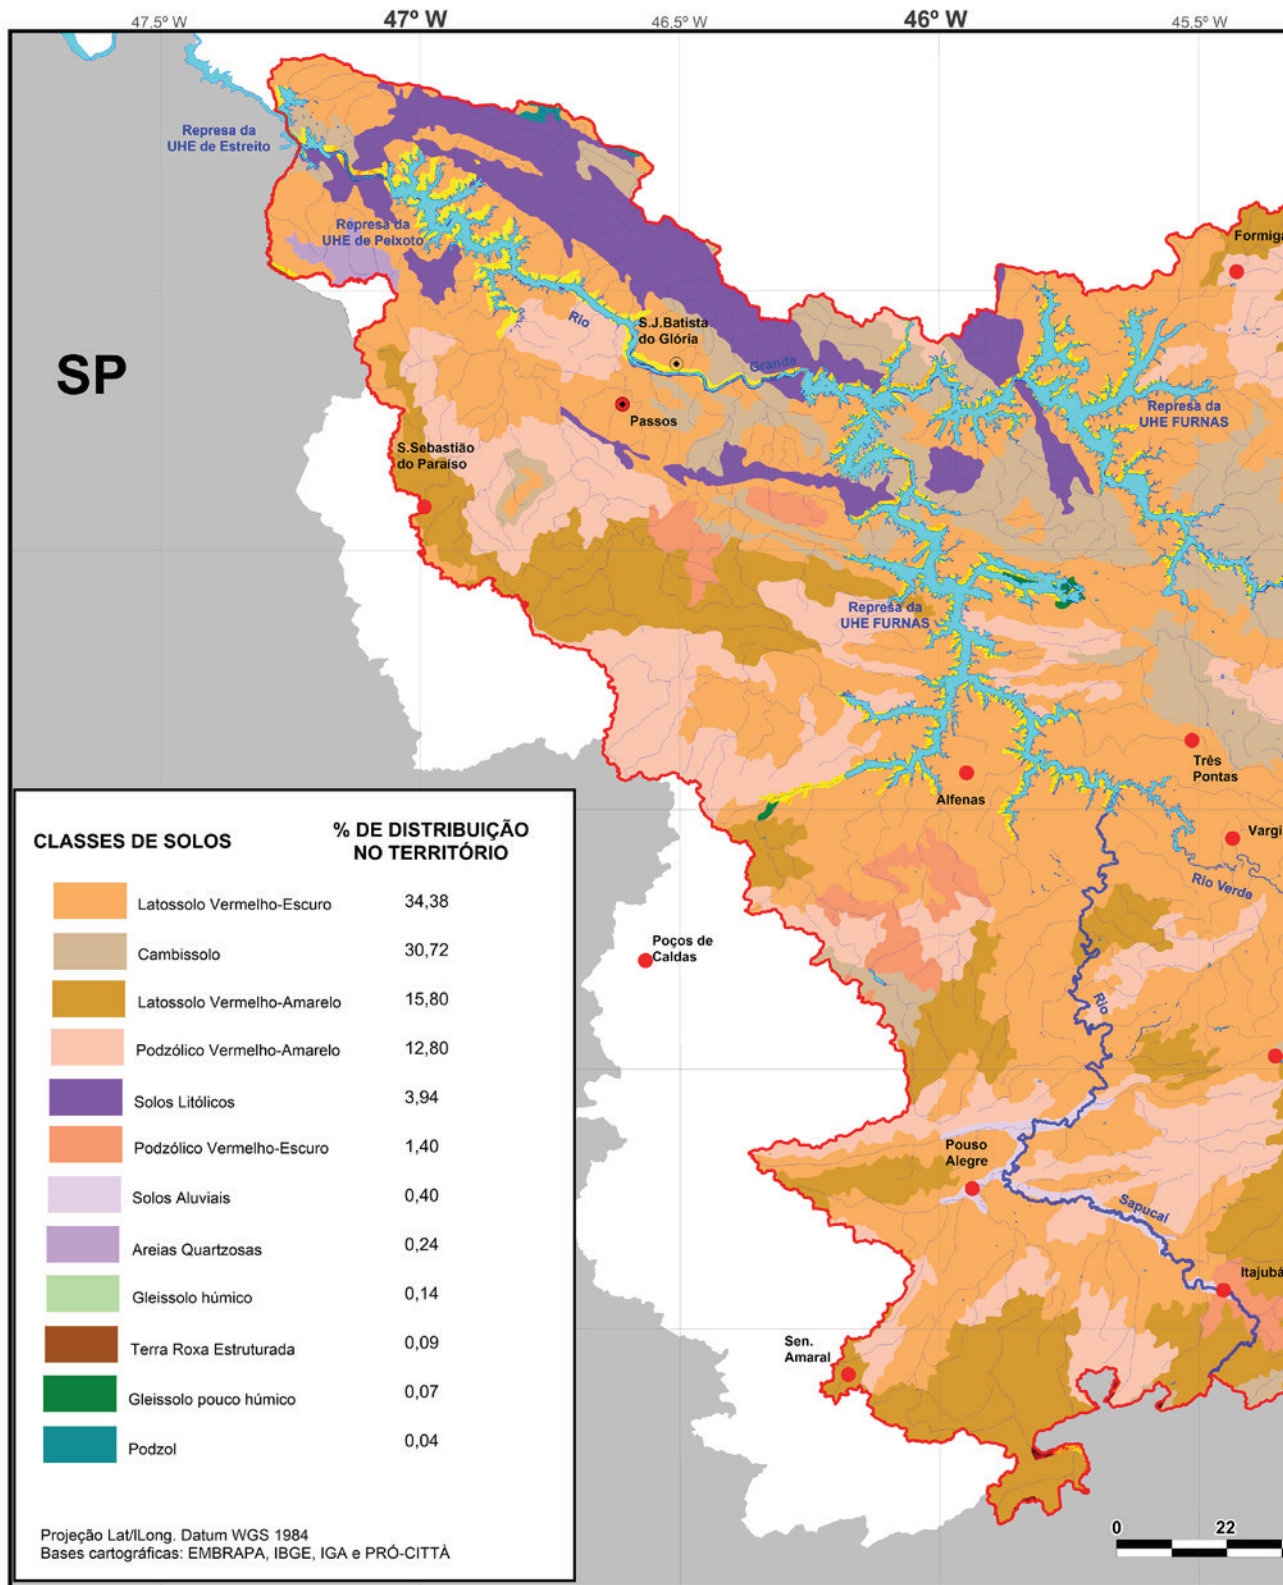 47,5° W
47° W
46,5° W
46° W
45,5° W
Represa da
UHE de Estreito
Represa da
UHE de Peixoto
Formiga
SP
Rio
S.J.Batista
do Glória
Grande
Passos
Represa da
UHE FURNAS
S.Sebastião
do Paraíso
Represa da
UHE FURNAS
Três
Pontas
Alfenas
Vargi
Rio Verde
Poços de
Caldas
Rio
Pouso
Alegre
Sapucaí
Itajubá
Sen.
Amaral
CLASSES DE SOLOS
% DE DISTRIBUIÇÃO
NO TERRITÓRIO
Latossolo Vermelho-Escuro 34,38
Cambissolo 30,72
Latossolo Vermelho-Amarelo 15,80
Podzólico Vermelho-Amarelo 12,80
Solos Litólicos 3,94
Podzólico Vermelho-Escuro 1,40
Solos Aluviais 0,40
Areias Quartzosas 0,24
Gleissolo húmico 0,14
Terra Roxa Estruturada 0,09
Gleissolo pouco húmico 0,07
Podzol 0,04
Projeção Lat/lLong. Datum WGS 1984
Bases cartográficas: EMBRAPA, IBGE, IGA e PRÓ-CITTÀ
0 22